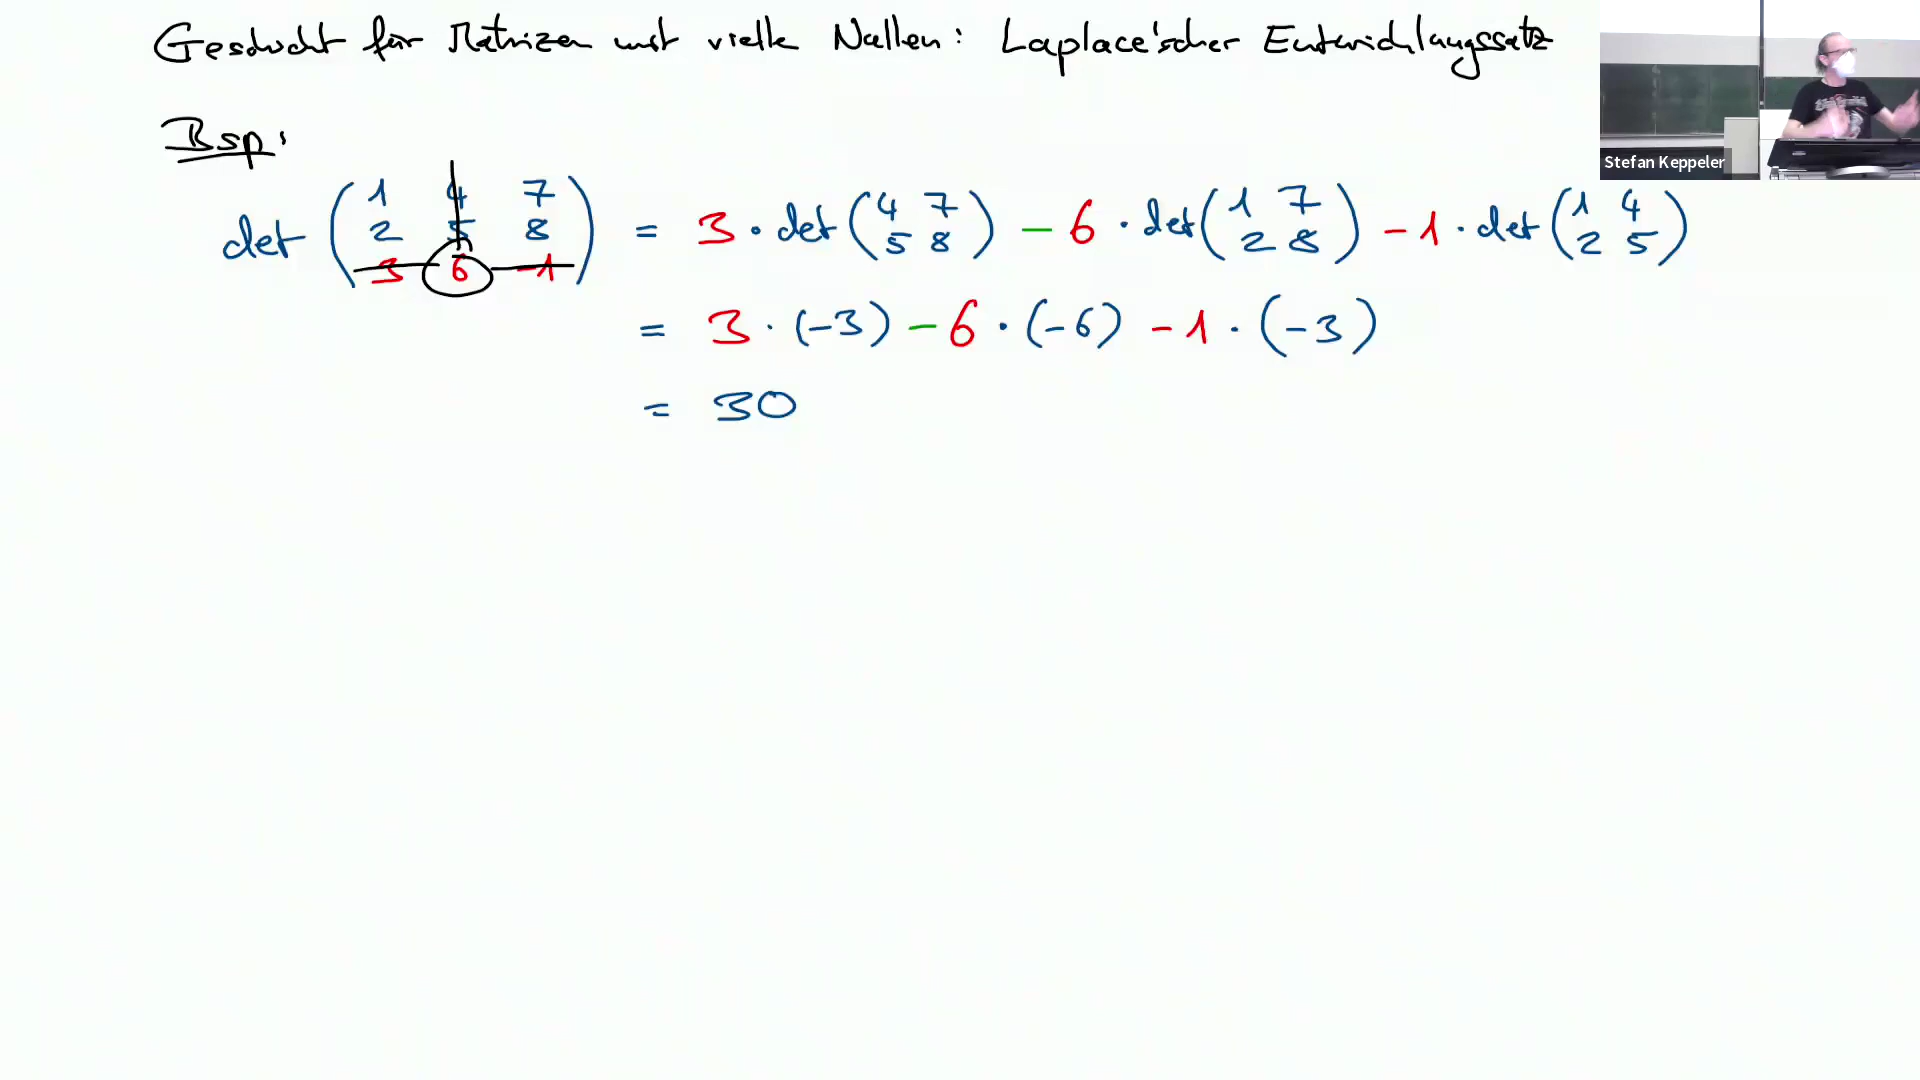 Geschickt für Matrizen mit vielen Nullen: Laplace'scher Entwicklungssatz
Stefan Keppeler
Bsp:
det ( 1 4 7 ; 2 5 8 ; 3 6 -1 ) = 3 · det ( 4 7 ; 5 8 ) - 6 · det ( 1 7 ; 2 8 ) - 1 · det ( 1 4 ; 2 5 )
= 3 · (-3) - 6 · (-6) - 1 · (-3)
= 30